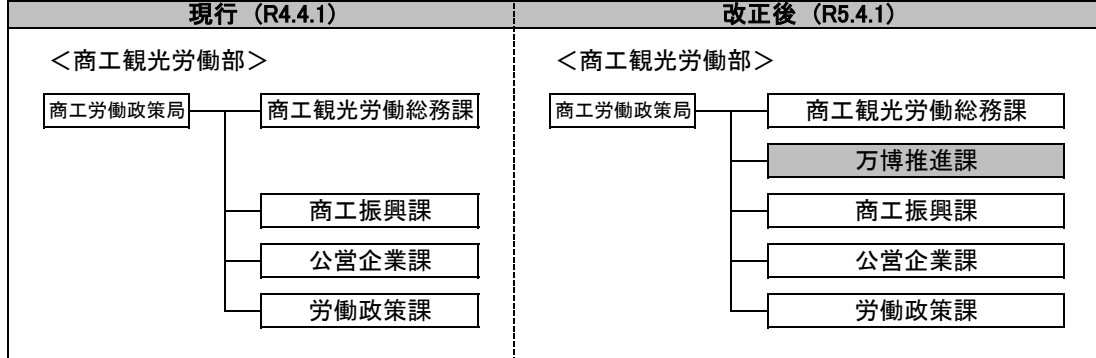 現行（R4.4.1）
＜商工観光労働部＞
商工労働政策局
商工観光労働総務課
商工振興課
公営企業課
労働政策課
改正後（R5.4.1）
＜商工観光労働部＞
商工労働政策局
商工観光労働総務課
万博推進課
商工振興課
公営企業課
労働政策課